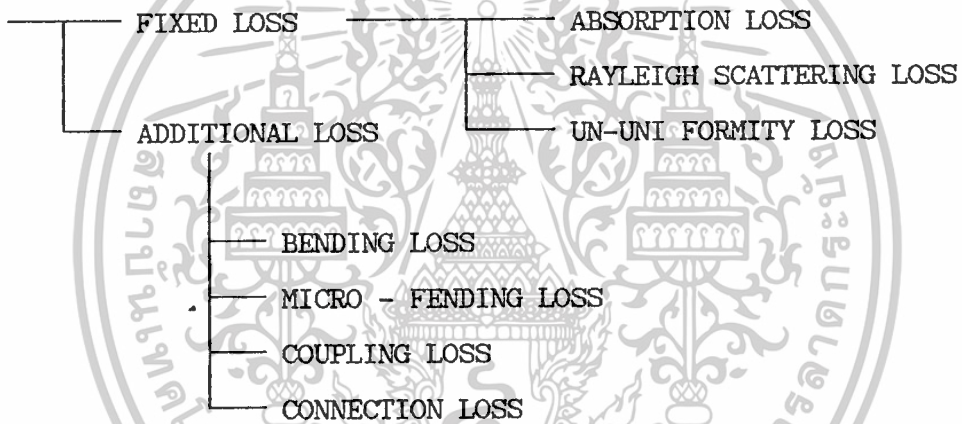 FIXED LOSS
ABSORPTION LOSS
RAYLEIGH SCATTERING LOSS
UN-UNI FORMITY LOSS
ADDITIONAL LOSS
BENDING LOSS
MICRO - FENDING LOSS
COUPLING LOSS
CONNECTION LOSS